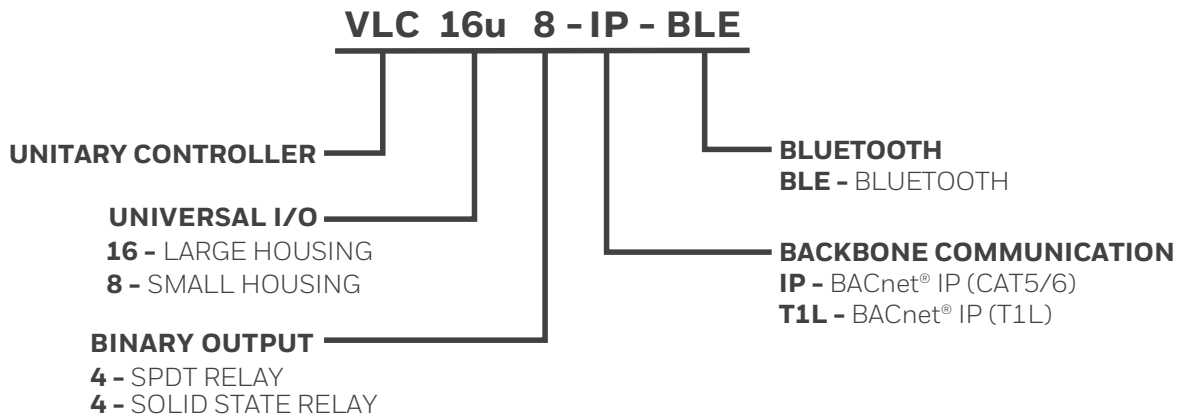 VLC 16u 8 - IP - BLE
UNITARY CONTROLLER
UNIVERSAL I/O
16 - LARGE HOUSING
8 - SMALL HOUSING
BINARY OUTPUT
4 - SPDT RELAY
4 - SOLID STATE RELAY
BLUETOOTH
BLE - BLUETOOTH
BACKBONE COMMUNICATION
IP - BACnet® IP (CAT5/6)
T1L - BACnet® IP (T1L)